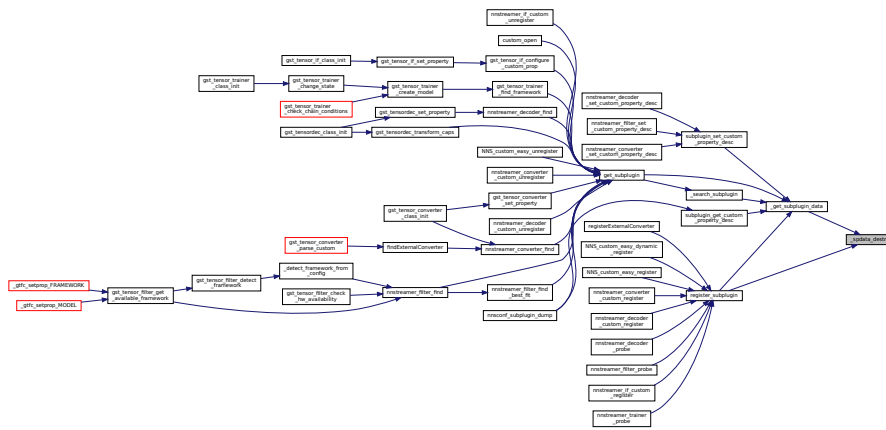 nnstreamer_if_custom
_unregister
custom_open
gst_tensor_if_class_init
gst_tensor_if_set_property
gst_tensor_if_configure
_custom_prop
gst_tensor_trainer
_class_init
gst_tensor_trainer
_change_state
gst_tensor_trainer
_create_model
gst_tensor_trainer
_find_framework
gst_tensor_trainer
_check_chain_conditions
gst_tensordec_set_property
nnstreamer_decoder_find
gst_tensordec_class_init
gst_tensordec_transform_caps
nnstreamer_decoder
_set_custom_property_desc
nnstreamer_filter_set
_custom_property_desc
nnstreamer_converter
_set_custom_property_desc
subplugin_set_custom
_property_desc
NNS_custom_easy_unregister
nnstreamer_converter
_custom_unregister
get_subplugin
_search_subplugin
_get_subplugin_data
gst_tensor_converter
_class_init
gst_tensor_converter
_set_property
nnstreamer_decoder
_custom_unregister
subplugin_get_custom
_property_desc
_spdata_destr
gst_tensor_converter
_parse_custom
findExternalConverter
nnstreamer_converter_find
registerExternalConverter
NNS_custom_easy_dynamic
_register
NNS_custom_easy_register
_gtfc_setprop_FRAMEWORK
_gtfc_setprop_MODEL
gst_tensor_filter_get
_available_framework
gst_tensor_filter_detect
_framework
_detect_framework_from
_config
gst_tensor_filter_check
_hw_availability
nnstreamer_filter_find
nnstreamer_filter_find
_best_fit
nnsconf_subplugin_dump
nnstreamer_converter
_custom_register
register_subplugin
nnstreamer_decoder
_custom_register
nnstreamer_decoder
_probe
nnstreamer_filter_probe
nnstreamer_if_custom
_register
nnstreamer_trainer
_probe